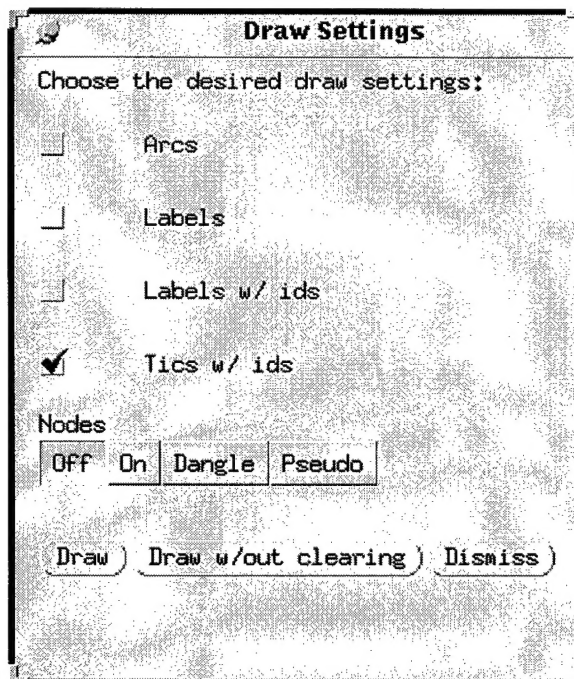 Draw Settings
Choose the desired draw settings:
Arcs
Labels
Labels w/ ids
Tics w/ ids
Nodes
Off On Dangle Pseudo
Draw Draw w/out clearing Dismiss